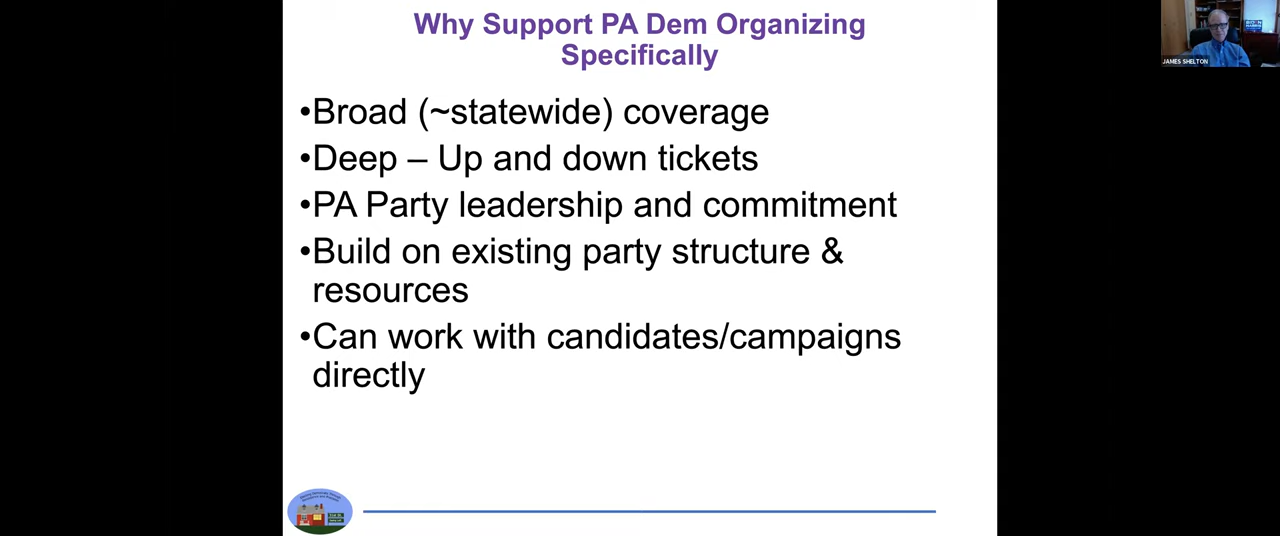 Why Support PA Dem Organizing
Specifically
•Broad (~statewide) coverage
•Deep – Up and down tickets
•PA Party leadership and commitment
•Build on existing party structure &
resources
•Can work with candidates/campaigns
directly
JAMES SHELTON